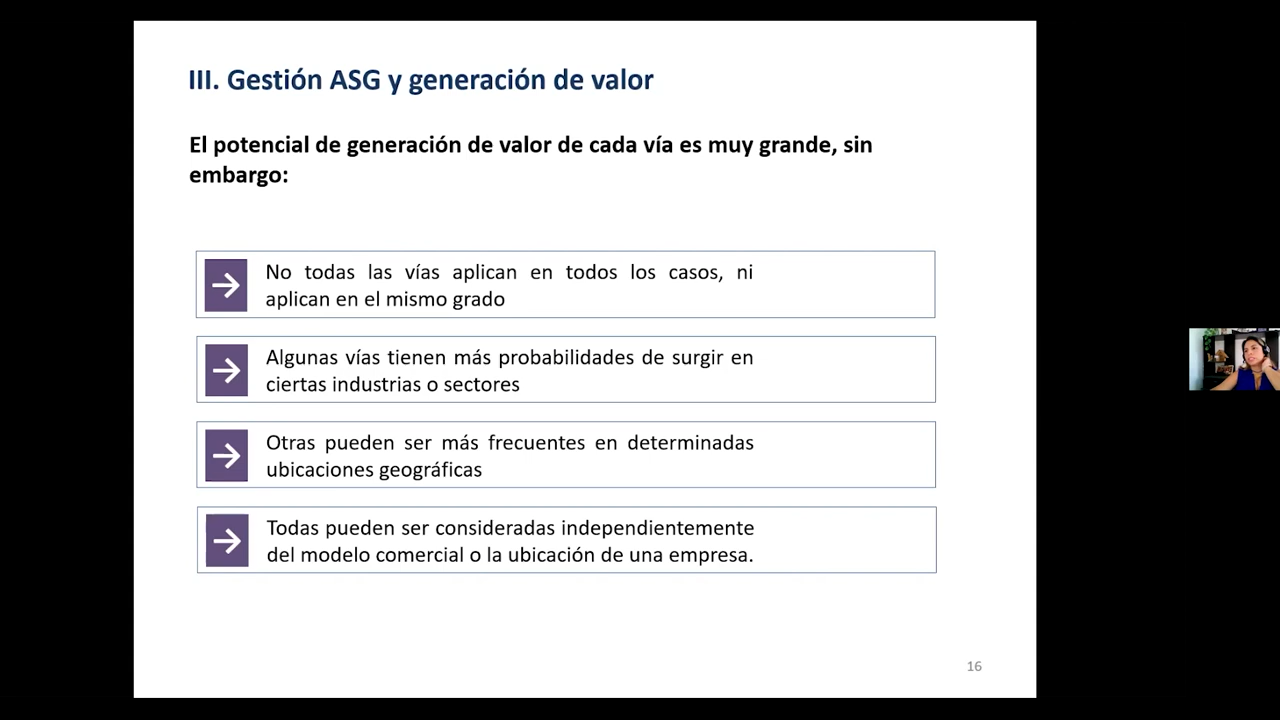 III. Gestión ASG y generación de valor
El potencial de generación de valor de cada vía es muy grande, sin
embargo:
No todas las vías aplican en todos los casos, ni
aplican en el mismo grado
Algunas vías tienen más probabilidades de surgir en
ciertas industrias o sectores
Otras pueden ser más frecuentes en determinadas
ubicaciones geográficas
Todas pueden ser consideradas independientemente
del modelo comercial o la ubicación de una empresa.
16